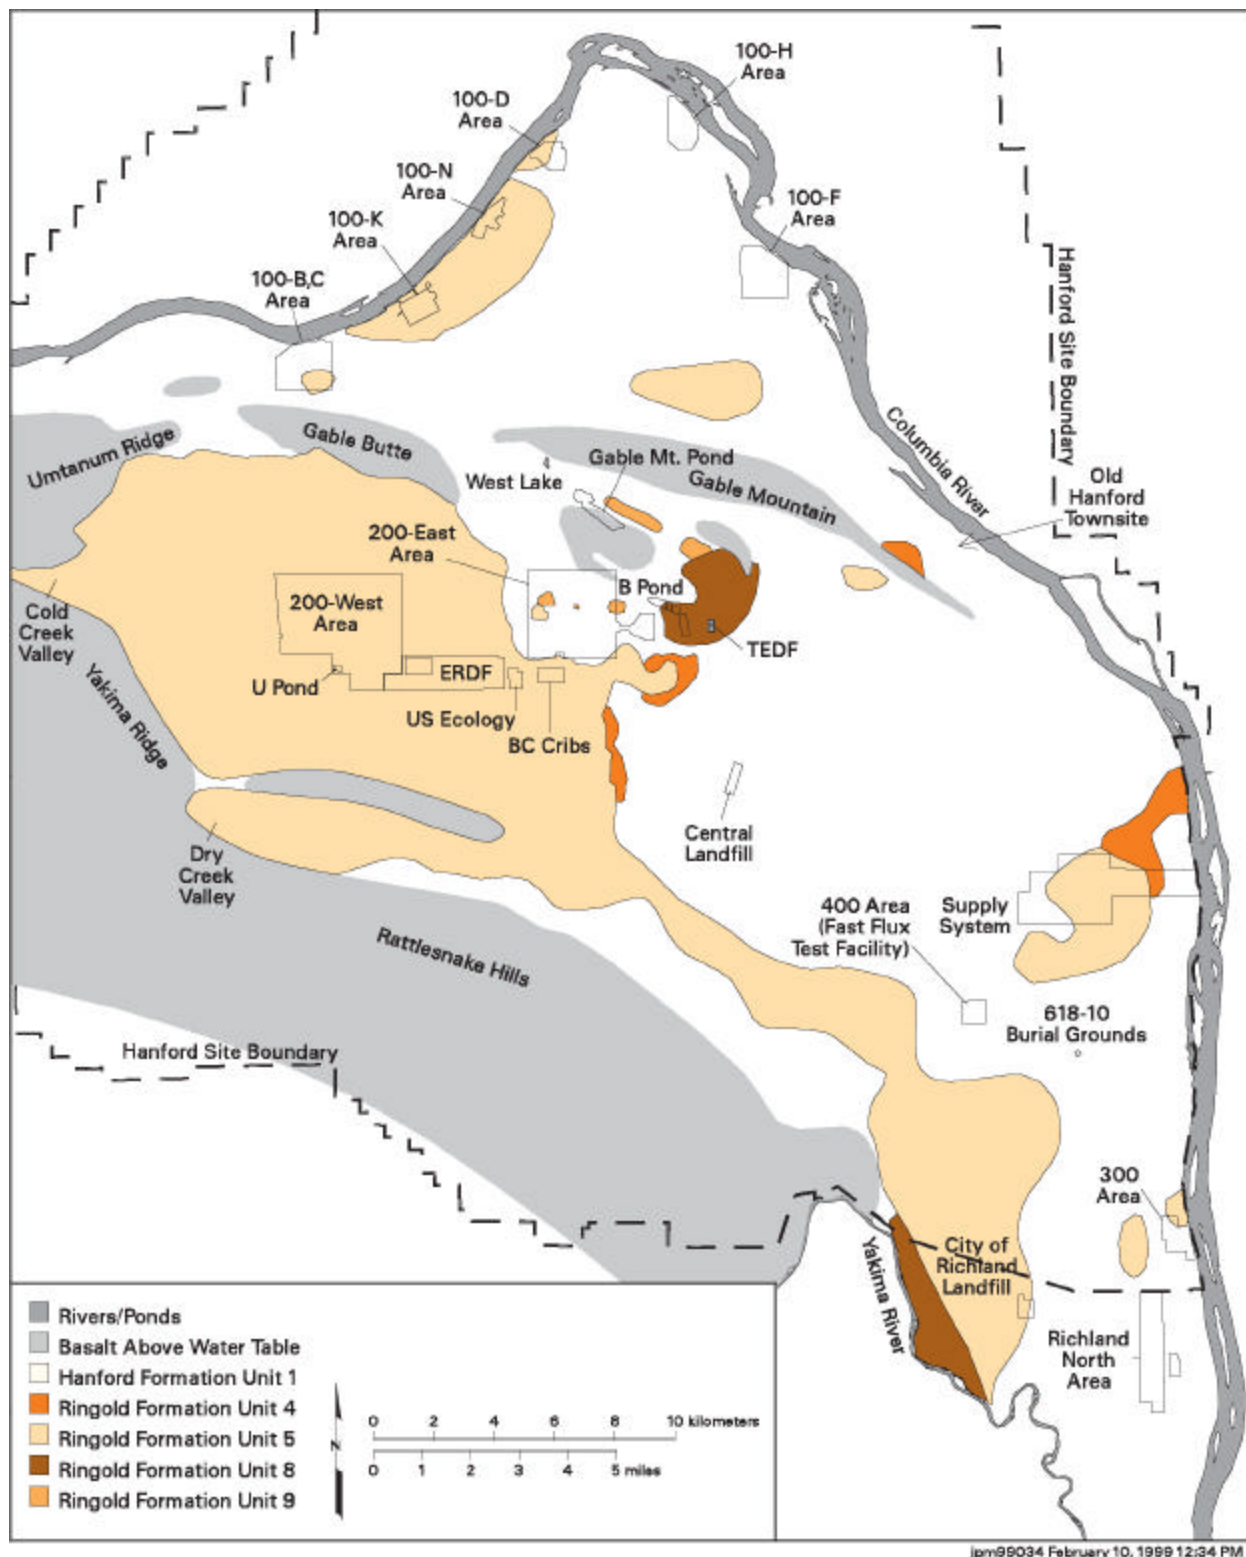 100-H
Area
100-D
Area
100-N
Area
100-F
Area
100-K
Area
100-B,C
Area
Hanford Site Boundary
Columbia River
Umtanum Ridge
Gable Butte
Gable Mt. Pond
West Lake
Gable Mountain
Old
Hanford
Townsite
200-East
Area
B Pond
200-West
Area
Cold
Creek
Valley
TEDF
ERDF
U Pond
Yakima Ridge
US Ecology
BC Cribs
Central
Landfill
Dry
Creek
Valley
400 Area
(Fast Flux
Test Facility)
Supply
System
Rattlesnake Hills
618-10
Burial Grounds
Hanford Site Boundary
300
Area
City of
Richland
Landfill
Yakima River
Richland
North
Area
Rivers/Ponds
Basalt Above Water Table
Hanford Formation Unit 1
Ringold Formation Unit 4
Ringold Formation Unit 5
Ringold Formation Unit 8
Ringold Formation Unit 9
N
0 2 4 6 8 10 kilometers
0 1 2 3 4 5 miles
jpm99034 February 10, 1999 12:34 PM